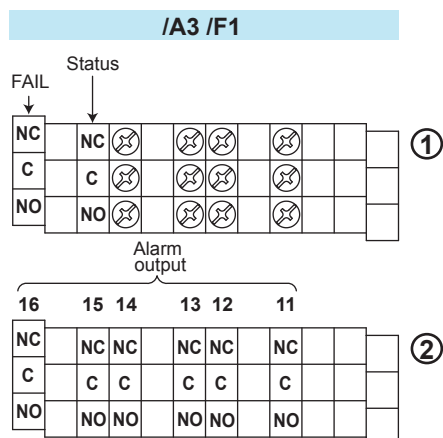 /A3 /F1
Status
FAIL
NC NC
C C
NO NO
1
Alarm
output
16 15 14 13 12 11
NC NC NC NC NC NC
C C C C C C
NO NO NO NO NO NO
2